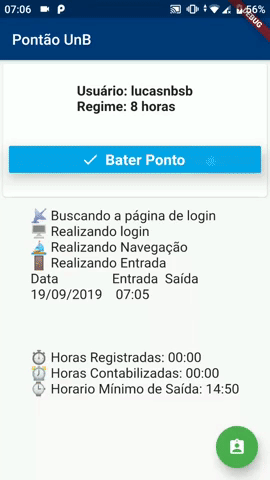 07:06
56%
DEBUG
Pontão UnB
Usuário: lucasnbsb
Regime: 8 horas
Bater Ponto
Buscando a página de login
Realizando login
Realizando Navegação
Realizando Entrada
Data Entrada Saída
19/09/2019 07:05
Horas Registradas: 00:00
Horas Contabilizadas: 00:00
Horario Mínimo de Saída: 14:50